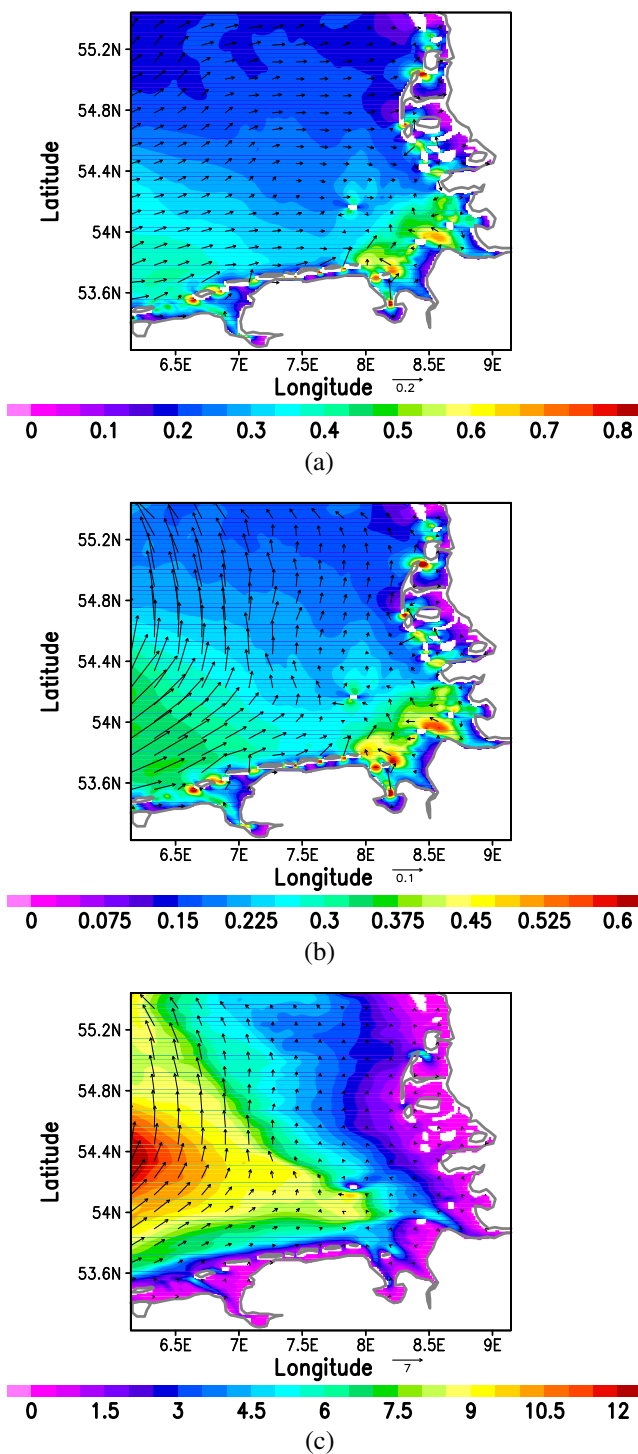 55.2N
54.8N
54.4N
54N
53.6N
Latitude
6.5E 7E 7.5E 8E 8.5E 9E
Longitude 0.2
0 0.1 0.2 0.3 0.4 0.5 0.6 0.7 0.8
(a)
55.2N
54.8N
54.4N
54N
53.6N
Latitude
6.5E 7E 7.5E 8E 8.5E 9E
Longitude 0.1
0 0.075 0.15 0.225 0.3 0.375 0.45 0.525 0.6
(b)
55.2N
54.8N
54.4N
54N
53.6N
Latitude
6.5E 7E 7.5E 8E 8.5E 9E
Longitude 7
0 1.5 3 4.5 6 7.5 9 10.5 12
(c)